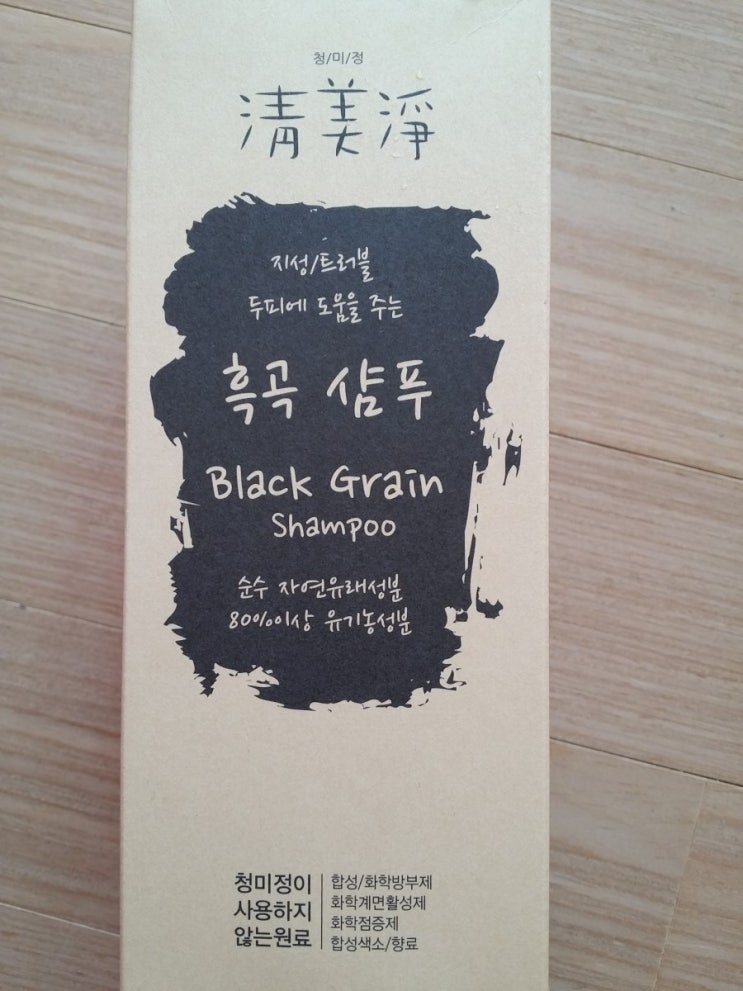 청/미/정
淸美淨
지성/트러블
두피에 도움을 주는
흑곡 샴푸
Black Grain
Shampoo
순수 자연유래성분
80%이상 유기농성분
청미정이
사용하지
않는원료
합성/화학방부제
화학계면활성제
화학점증제
합성색소/향료